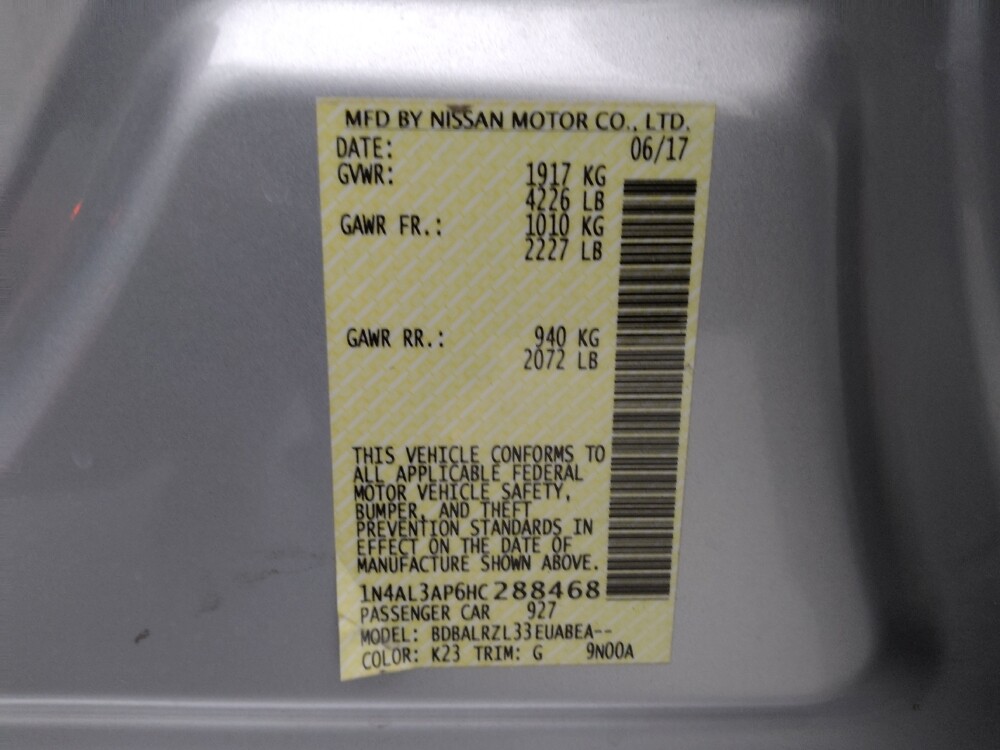 MFD BY NISSAN MOTOR CO., LTD.
DATE: 06/17
GVWR: 1917 KG
4226 LB
GAWR FR.: 1010 KG
2227 LB
GAWR RR.: 940 KG
2072 LB
THIS VEHICLE CONFORMS TO
ALL APPLICABLE FEDERAL
MOTOR VEHICLE SAFETY,
BUMPER, AND THEFT
PREVENTION STANDARDS IN
EFFECT ON THE DATE OF
MANUFACTURE SHOWN ABOVE.
1N4AL3AP6HC288468
PASSENGER CAR 927
MODEL: BDBALRZL33EUABEA--
COLOR: K23 TRIM: G 9N00A